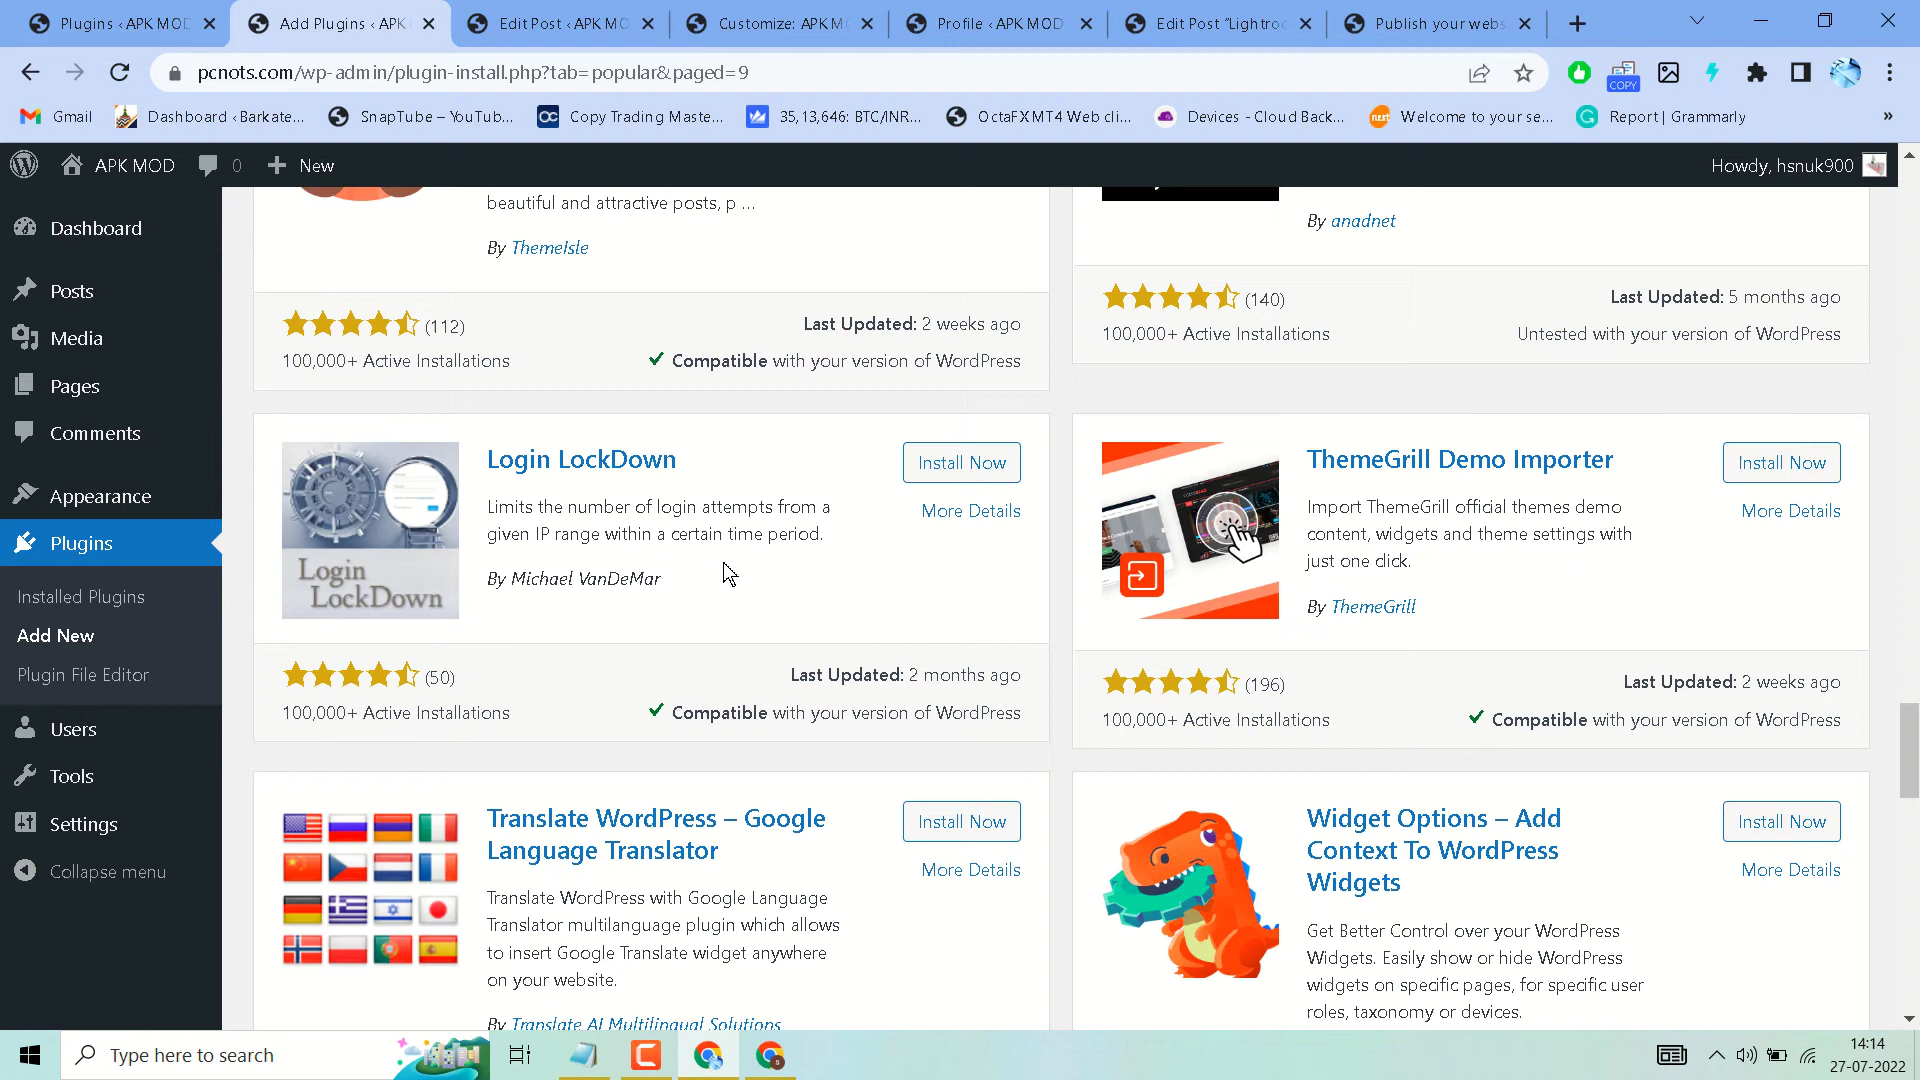 Plugins ‹ APK MOD
Add Plugins ‹ APK
Edit Post ‹ APK MO
Customize: APK M
Profile ‹ APK MOD
Edit Post “Lightroo
Publish your webs
pcnots.com/wp-admin/plugin-install.php?tab=popular&paged=9
COPY
Gmail
Dashboard ‹ Barkate...
SnapTube – YouTub...
CC
Copy Trading Maste...
35,13,646: BTC/INR...
OctaFX MT4 Web cli...
Devices - Cloud Back...
nest
Welcome to your se...
Report | Grammarly
»
APK MOD
0
New
Howdy, hsnuk900
Dashboard
Posts
Media
Pages
Comments
Appearance
Plugins
Installed Plugins
Add New
Plugin File Editor
Users
Tools
Settings
Collapse menu
beautiful and attractive posts, p …
By ThemeIsle
(112)
Last Updated: 2 weeks ago
100,000+ Active Installations
Compatible with your version of WordPress
By anadnet
(140)
Last Updated: 5 months ago
100,000+ Active Installations
Untested with your version of WordPress
Login
LockDown
Login LockDown
Install Now
More Details
Limits the number of login attempts from a
given IP range within a certain time period.
By Michael VanDeMar
(50)
Last Updated: 2 months ago
100,000+ Active Installations
Compatible with your version of WordPress
ThemeGrill Demo Importer
Install Now
More Details
Import ThemeGrill official themes demo
content, widgets and theme settings with
just one click.
By ThemeGrill
(196)
Last Updated: 2 weeks ago
100,000+ Active Installations
Compatible with your version of WordPress
Translate WordPress – Google
Language Translator
Install Now
More Details
Translate WordPress with Google Language
Translator multilanguage plugin which allows
to insert Google Translate widget anywhere
on your website.
By Translate AI Multilingual Solutions
Widget Options – Add
Context To WordPress
Widgets
Install Now
More Details
Get Better Control over your WordPress
Widgets. Easily show or hide WordPress
widgets on specific pages, for specific user
roles, taxonomy or devices.
Type here to search
14:14
27-07-2022